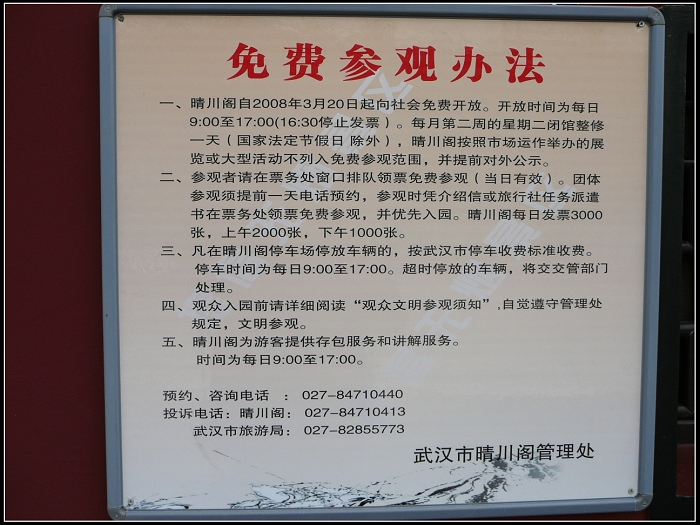 免费参观办法
一、晴川阁自2008年3月20日起向社会免费开放。开放时间为每日
9:00至17:00(16:30停止发票）。每月第二周的星期二闭馆整修
一天（国家法定节假日 除外），晴川阁按照市场运作举办的展
览或大型活动不列入免费参观范围，并提前对外公示。
二、参观者请在票务处窗口排队领票免费参观（当日有效）。团体
参观须提前一天电话预约，参观时凭介绍信或旅行社任务派遣
书在票务处领票免费参观，并优先入园。晴川阁每日发票3000
张，上午2000张，下午1000张。
三、凡在晴川阁停车场停放车辆的，按武汉市停车收费标准收费。
停车时间为每日9:00至17:00。超时停放的车辆，将交交管部门
处理。
四、观众入园前请详细阅读“观众文明参观须知”,自觉遵守管理处
规定，文明参观。
五、晴川阁为游客提供存包服务和讲解服务。
时间为每日9:00至17:00。
预约、咨询电话 ： 027-84710440
投诉电话：晴川阁： 027-84710413
武汉市旅游局：027-82855773
武汉市晴川阁管理处